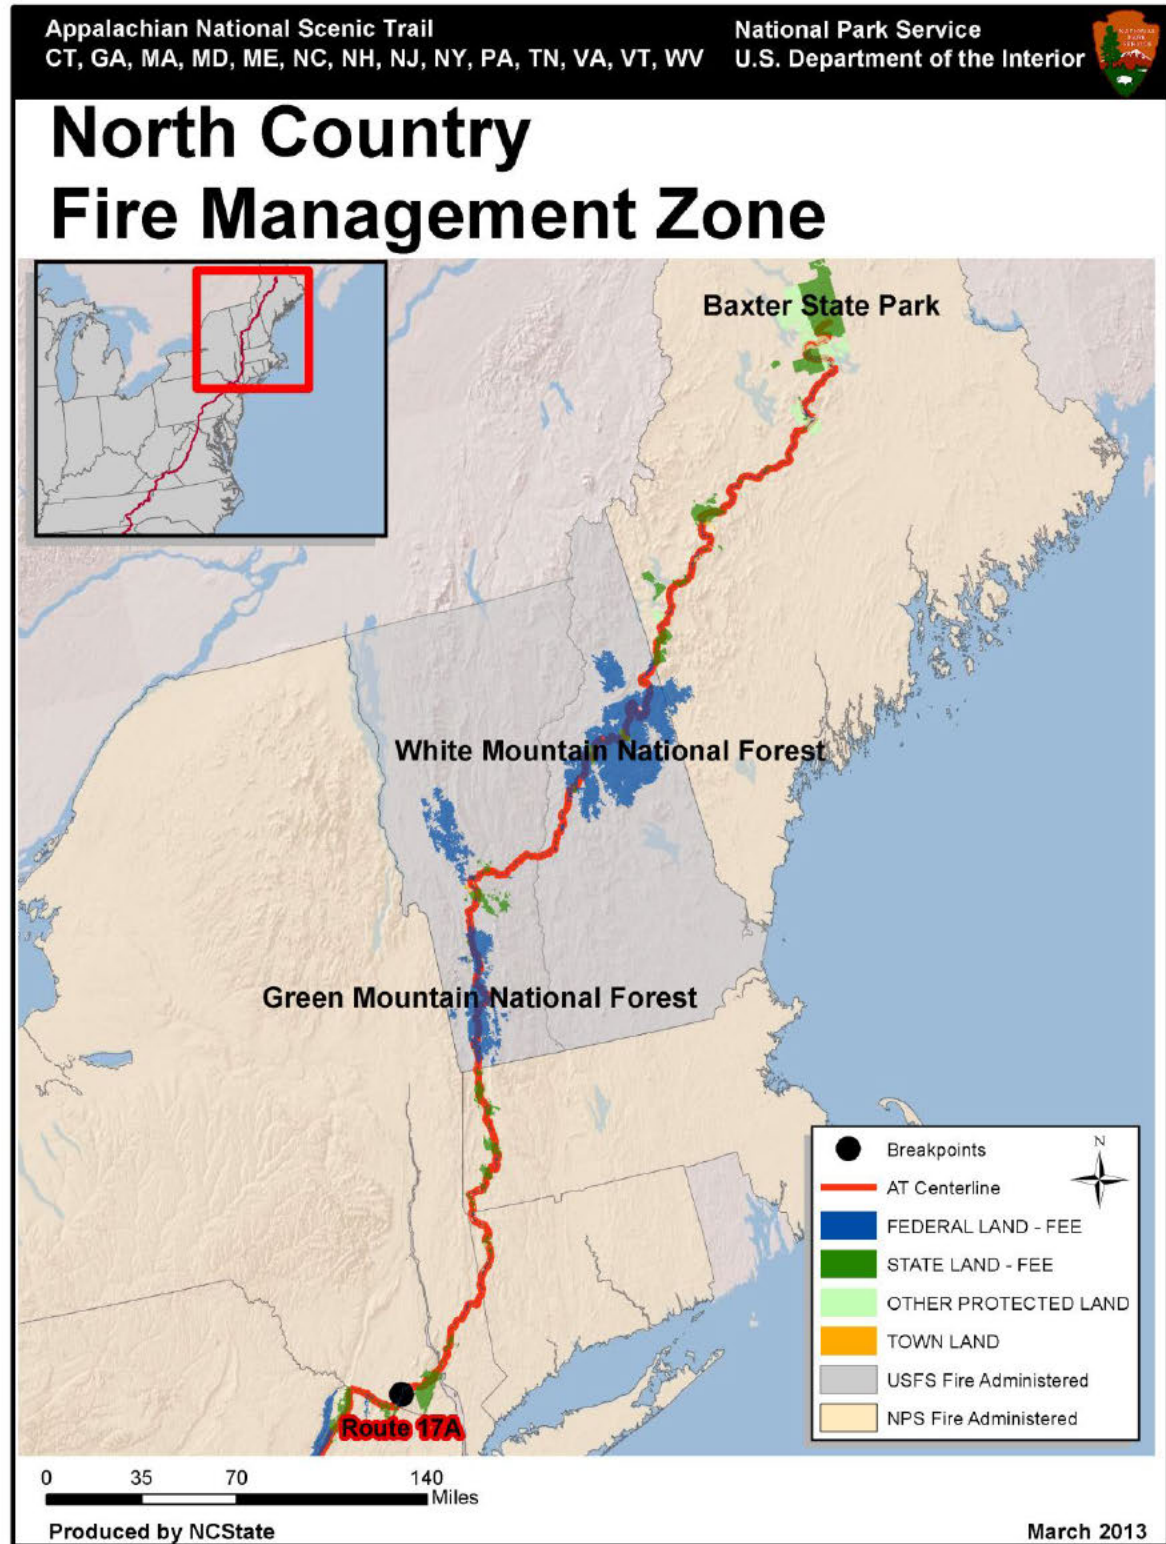 Appalachian National Scenic Trail
CT, GA, MA, MD, ME, NC, NH, NJ, NY, PA, TN, VA, VT, WV
National Park Service
U.S. Department of the Interior
North Country
Fire Management Zone
Baxter State Park
White Mountain National Forest
Green Mountain National Forest
Route 17A
N
Breakpoints
AT Centerline
FEDERAL LAND - FEE
STATE LAND - FEE
OTHER PROTECTED LAND
TOWN LAND
USFS Fire Administered
NPS Fire Administered
0 35 70 140
Miles
Produced by NCState
March 2013